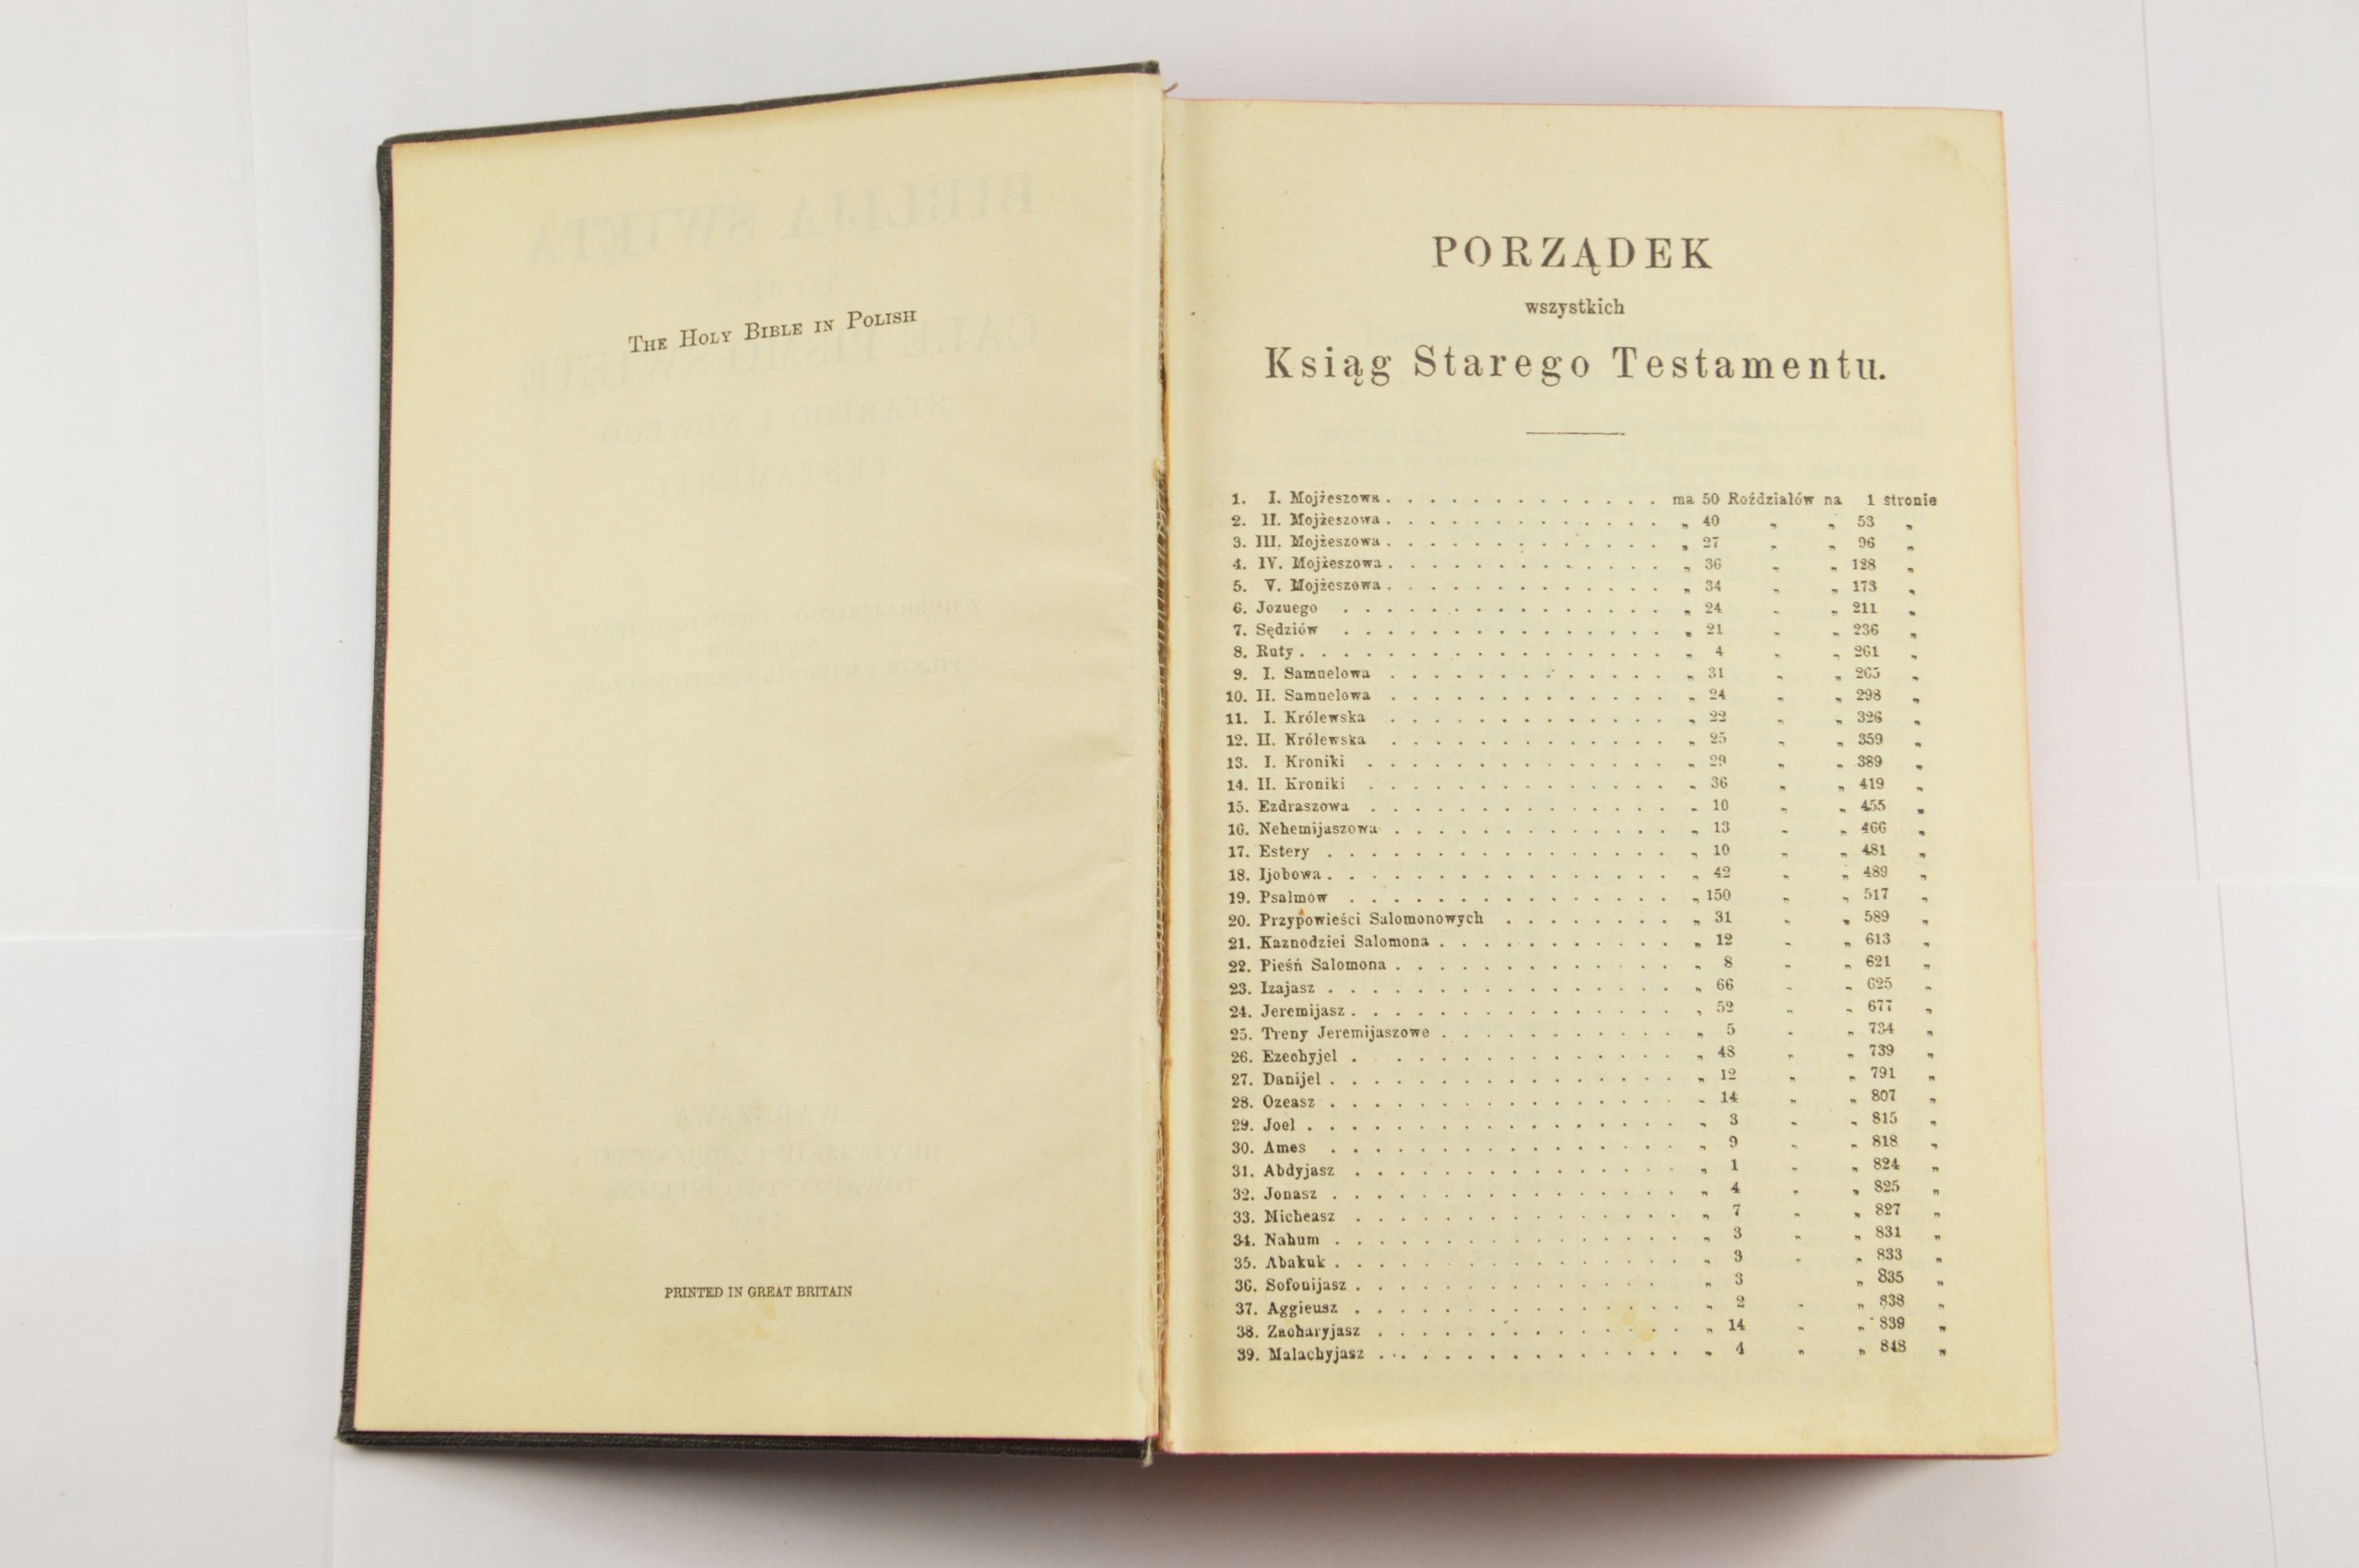 THE HOLY BIBLE IN POLISH
PRINTED IN GREAT BRITAIN
PORZĄDEK
wszystkich
Ksiąg Starego Testamentu.
1. I. Mojżeszowa . . . . . . . . . . . . . ma 50 Roździałów na 1 stronie
2. II. Mojżeszowa . . . . . . . . . . . . . „ 40 „ „ 53 „
3. III. Mojżeszowa . . . . . . . . . . . . . „ 27 „ „ 96 „
4. IV. Mojżeszowa . . . . . . . . . . . . . „ 36 „ „ 128 „
5. V. Mojżeszowa . . . . . . . . . . . . . „ 34 „ „ 173 „
6. Jozuego . . . . . . . . . . . . . . . „ 24 „ „ 211 „
7. Sędziów . . . . . . . . . . . . . . . „ 21 „ „ 236 „
8. Ruty . . . . . . . . . . . . . . . . . „ 4 „ „ 261 „
9. I. Samuelowa . . . . . . . . . . . . . „ 31 „ „ 265 „
10. II. Samuelowa . . . . . . . . . . . . . „ 24 „ „ 298 „
11. I. Królewska . . . . . . . . . . . . . „ 22 „ „ 326 „
12. II. Królewska . . . . . . . . . . . . . „ 25 „ „ 359 „
13. I. Kroniki . . . . . . . . . . . . . . „ 29 „ „ 389 „
14. II. Kroniki . . . . . . . . . . . . . . „ 36 „ „ 419 „
15. Ezdraszowa . . . . . . . . . . . . . . „ 10 „ „ 455 „
16. Nehemijaszowa . . . . . . . . . . . . . „ 13 „ „ 466 „
17. Estery . . . . . . . . . . . . . . . . „ 10 „ „ 481 „
18. Ijobowa . . . . . . . . . . . . . . . . „ 42 „ „ 489 „
19. Psalmów . . . . . . . . . . . . . . . „ 150 „ „ 517 „
20. Przypowieści Salomonowych . . . . . . . . „ 31 „ „ 589 „
21. Kaznodziei Salomona . . . . . . . . . . . „ 12 „ „ 613 „
22. Pieśń Salomona . . . . . . . . . . . . . „ 8 „ „ 621 „
23. Izajasz . . . . . . . . . . . . . . . . „ 66 „ „ 625 „
24. Jeremijasz . . . . . . . . . . . . . . . „ 52 „ „ 677 „
25. Treny Jeremijaszowe . . . . . . . . . . . „ 5 „ „ 734 „
26. Ezechyjel . . . . . . . . . . . . . . . „ 48 „ „ 739 „
27. Danijel . . . . . . . . . . . . . . . . „ 12 „ „ 791 „
28. Ozeasz . . . . . . . . . . . . . . . . „ 14 „ „ 807 „
29. Joel . . . . . . . . . . . . . . . . . „ 3 „ „ 815 „
30. Ames . . . . . . . . . . . . . . . . „ 9 „ „ 818 „
31. Abdyjasz . . . . . . . . . . . . . . . „ 1 „ „ 824 „
32. Jonasz . . . . . . . . . . . . . . . . „ 4 „ „ 825 „
33. Micheasz . . . . . . . . . . . . . . . „ 7 „ „ 827 „
34. Nahum . . . . . . . . . . . . . . . . „ 3 „ „ 831 „
35. Abakuk . . . . . . . . . . . . . . . . „ 3 „ „ 833 „
36. Sofonijasz . . . . . . . . . . . . . . . „ 3 „ 835 „
37. Aggieusz . . . . . . . . . . . . . . . „ 2 „ „ 838 „
38. Zacharyjasz . . . . . . . . . . . . . . „ 14 „ „ 839 „
39. Malachyjasz . . . . . . . . . . . . . . „ 4 „ „ 848 „